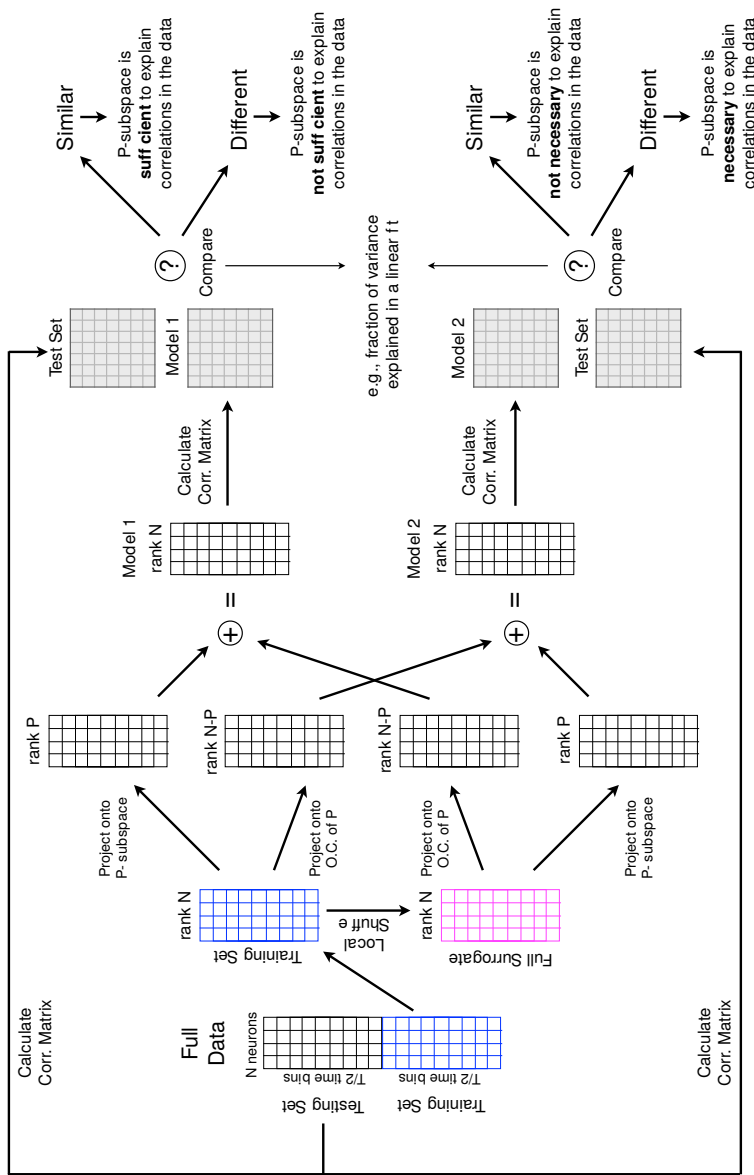 Full
Data
N neurons
T/2 time bins
T/2 time bins
Testing Set
Training Set
Calculate
Corr. Matrix
Calculate
Corr. Matrix
rank N
Training Set
Local
Shuff e
rank N
Full Surrogate
Project onto
P- subspace
Project onto
O.C. of P
Project onto
O.C. of P
Project onto
P- subspace
rank P
rank N-P
rank N-P
rank P
+
=
Model 1
rank N
+
=
Model 2
rank N
Calculate
Corr. Matrix
Calculate
Corr. Matrix
Test Set
Model 1
?
Compare
Similar
P-subspace is
suff cient to explain
correlations in the data
Different
P-subspace is
not suff cient to explain
correlations in the data
e.g., fraction of variance
explained in a linear f t
Model 2
Test Set
?
Compare
Similar
P-subspace is
not necessary to explain
correlations in the data
Different
P-subspace is
necessary to explain
correlations in the data